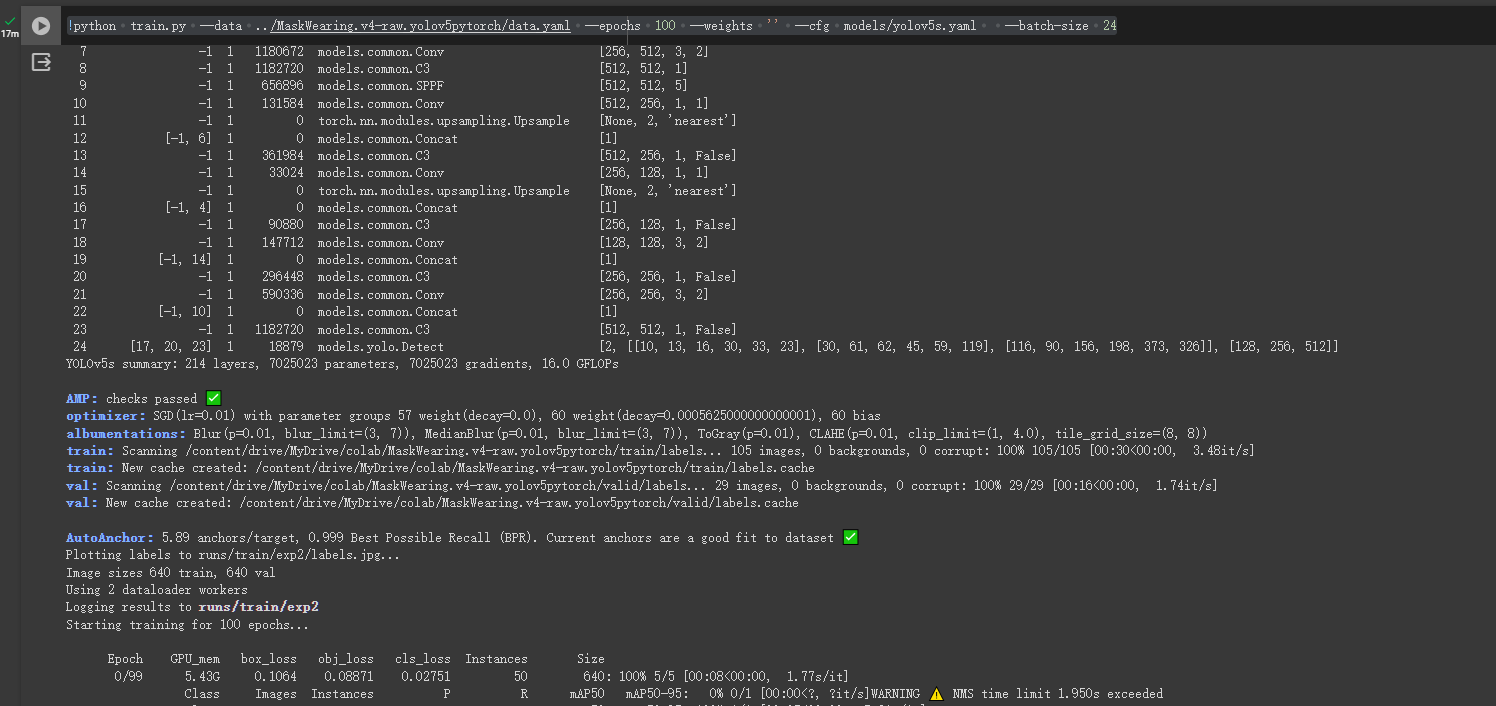 17m
!python train.py --data ../MaskWearing.v4-raw.yolov5pytorch/data.yaml --epochs 100 --weights '' --cfg models/yolov5s.yaml --batch-size 24
7 -1 1 1180672 models.common.Conv [256, 512, 3, 2]
8 -1 1 1182720 models.common.C3 [512, 512, 1]
9 -1 1 656896 models.common.SPPF [512, 512, 5]
10 -1 1 131584 models.common.Conv [512, 256, 1, 1]
11 -1 1 0 torch.nn.modules.upsampling.Upsample [None, 2, 'nearest']
12 [-1, 6] 1 0 models.common.Concat [1]
13 -1 1 361984 models.common.C3 [512, 256, 1, False]
14 -1 1 33024 models.common.Conv [256, 128, 1, 1]
15 -1 1 0 torch.nn.modules.upsampling.Upsample [None, 2, 'nearest']
16 [-1, 4] 1 0 models.common.Concat [1]
17 -1 1 90880 models.common.C3 [256, 128, 1, False]
18 -1 1 147712 models.common.Conv [128, 128, 3, 2]
19 [-1, 14] 1 0 models.common.Concat [1]
20 -1 1 296448 models.common.C3 [256, 256, 1, False]
21 -1 1 590336 models.common.Conv [256, 256, 3, 2]
22 [-1, 10] 1 0 models.common.Concat [1]
23 -1 1 1182720 models.common.C3 [512, 512, 1, False]
24 [17, 20, 23] 1 18879 models.yolo.Detect [2, [[10, 13, 16, 30, 33, 23], [30, 61, 62, 45, 59, 119], [116, 90, 156, 198, 373, 326]], [128, 256, 512]]
YOLOv5s summary: 214 layers, 7025023 parameters, 7025023 gradients, 16.0 GFLOPs
AMP: checks passed ✅
optimizer: SGD(lr=0.01) with parameter groups 57 weight(decay=0.0), 60 weight(decay=0.0005625000000000001), 60 bias
albumentations: Blur(p=0.01, blur_limit=(3, 7)), MedianBlur(p=0.01, blur_limit=(3, 7)), ToGray(p=0.01), CLAHE(p=0.01, clip_limit=(1, 4.0), tile_grid_size=(8, 8))
train: Scanning /content/drive/MyDrive/colab/MaskWearing.v4-raw.yolov5pytorch/train/labels... 105 images, 0 backgrounds, 0 corrupt: 100% 105/105 [00:30<00:00, 3.48it/s]
train: New cache created: /content/drive/MyDrive/colab/MaskWearing.v4-raw.yolov5pytorch/train/labels.cache
val: Scanning /content/drive/MyDrive/colab/MaskWearing.v4-raw.yolov5pytorch/valid/labels... 29 images, 0 backgrounds, 0 corrupt: 100% 29/29 [00:16<00:00, 1.74it/s]
val: New cache created: /content/drive/MyDrive/colab/MaskWearing.v4-raw.yolov5pytorch/valid/labels.cache
AutoAnchor: 5.89 anchors/target, 0.999 Best Possible Recall (BPR). Current anchors are a good fit to dataset ✅
Plotting labels to runs/train/exp2/labels.jpg...
Image sizes 640 train, 640 val
Using 2 dataloader workers
Logging results to runs/train/exp2
Starting training for 100 epochs...
Epoch GPU_mem box_loss obj_loss cls_loss Instances Size
0/99 5.43G 0.1064 0.08871 0.02751 50 640: 100% 5/5 [00:08<00:00, 1.77s/it]
Class Images Instances P R mAP50 mAP50-95: 0% 0/1 [00:00<?, ?it/s]WARNING ⚠️ NMS time limit 1.950s exceeded